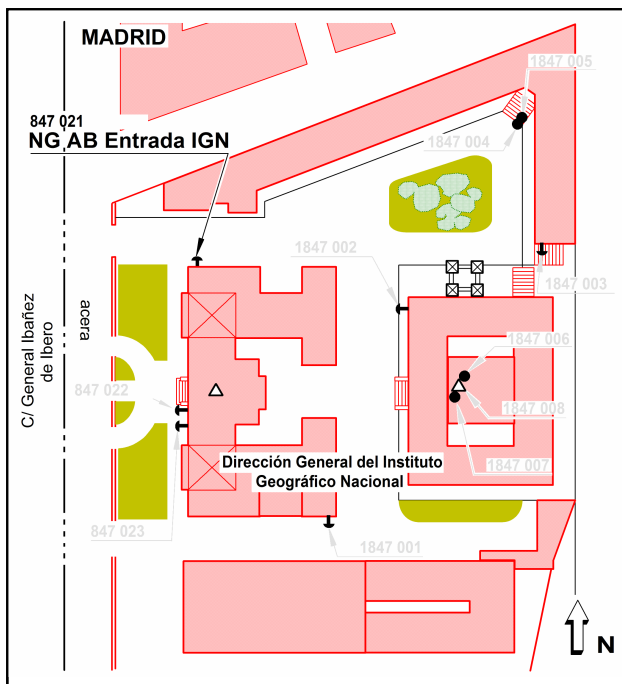 MADRID
1847 005
847 021
NG AB Entrada IGN
1847 004
1847 002
1847 003
acera
C/ General Ibañez
de Ibero
1847 006
847 022
1847 008
Dirección General del Instituto
Geográfico Nacional
1847 007
847 023
1847 001
N